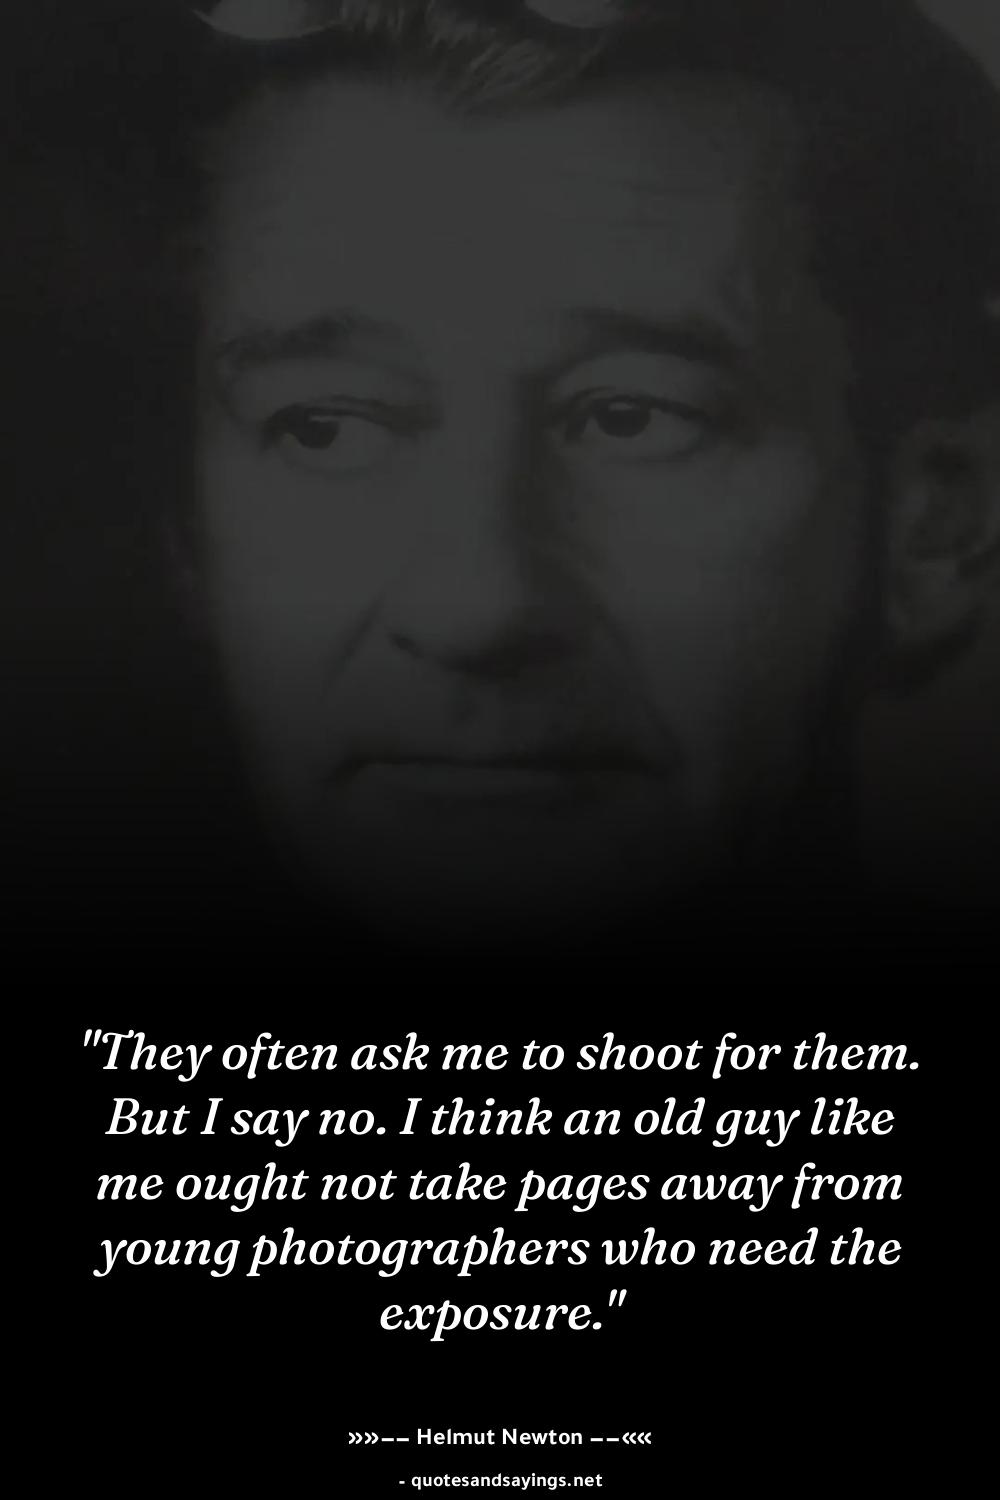 "They often ask me to shoot for them.
But I say no. I think an old guy like
me ought not take pages away from
young photographers who need the
exposure."
»»−− Helmut Newton −−««
- quotesandsayings.net